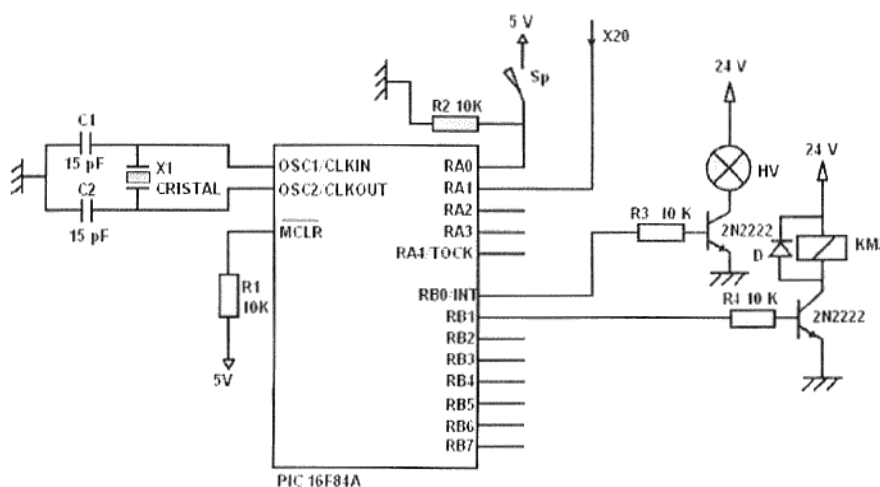 5 V
X20
Sp
24 V
R2 10K
C1
24 V
15 pF
X1
OSC1/CLKIN
RA0
HV
CRISTAL
OSC2/CLKOUT
RA1
C2
RA2
R3 10 K
15 pF
MCLR
RA3
2N2222
KM
RA4/TOCK
D
R1
10K
RB0/INT
R4 10 K
RB1
2N2222
RB2
RB3
5V
RB4
RB5
RB6
RB7
PIC 16F84A